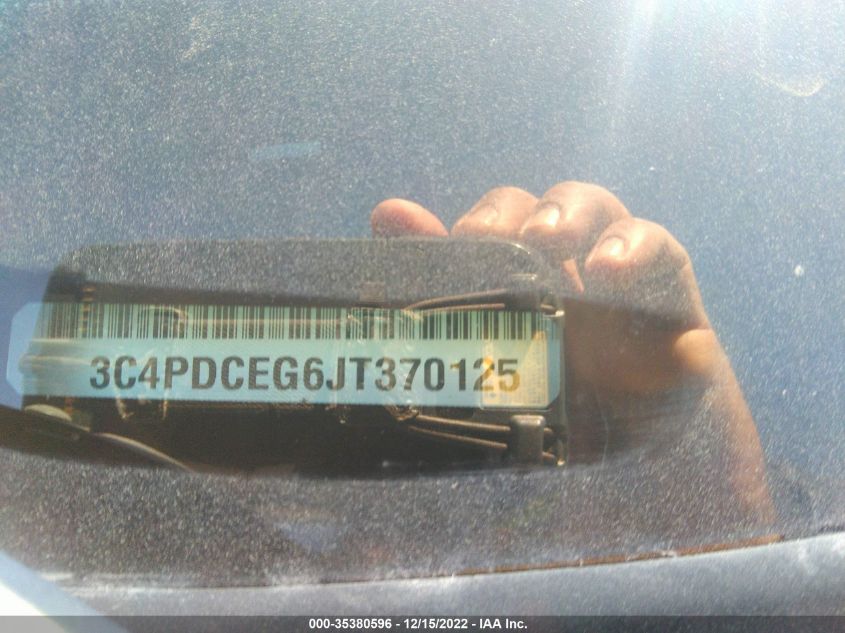 3C4PDCEG6JT370125
000-35380596 - 12/15/2022 - IAA Inc.